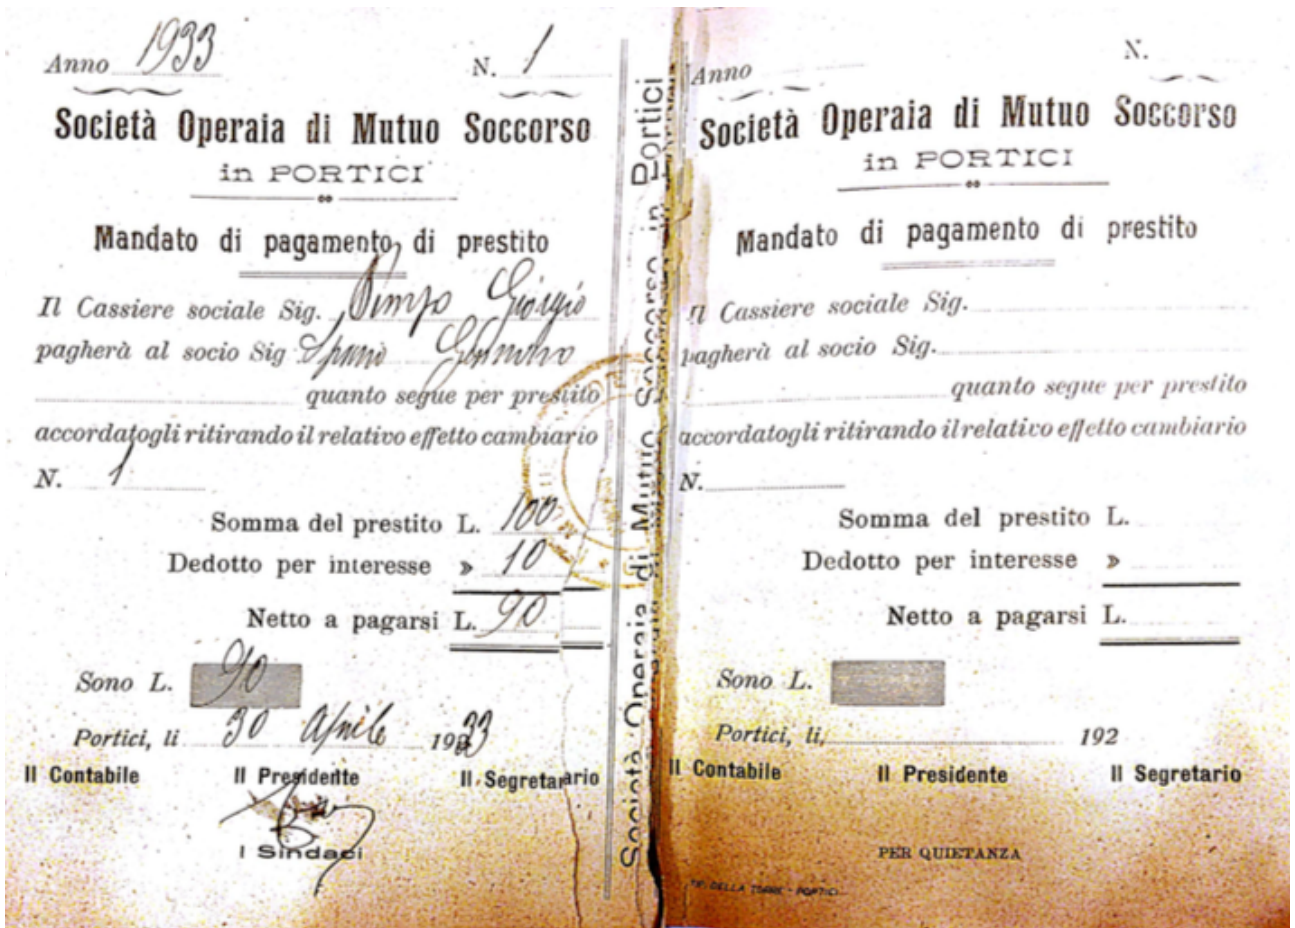 Anno 1933 N. 1
Società Operaia di Mutuo Soccorso
in PORTICI
Mandato di pagamento di prestito
Il Cassiere sociale Sig. Giorgio
pagherà al socio Sig.
quanto segue per prestito
accordatogli ritirando il relativo effetto cambiario
N. 1
Somma del prestito L. 100
Dedotto per interesse » 10
Netto a pagarsi L. 90
Sono L. 90
Portici, li 30 Aprile 1933
Il Contabile Il Presidente Il Segretario
I Sindaci
Società Operaia di Mutuo Soccorso in Portici
Anno N.
Società Operaia di Mutuo Soccorso
in PORTICI
Mandato di pagamento di prestito
Il Cassiere sociale Sig.
pagherà al socio Sig.
quanto segue per prestito
accordatogli ritirando il relativo effetto cambiario
N.
Somma del prestito L.
Dedotto per interesse »
Netto a pagarsi L.
Sono L.
Portici, li, 192
Il Contabile Il Presidente Il Segretario
PER QUIETANZA
DELLA TORRE - PORTICI